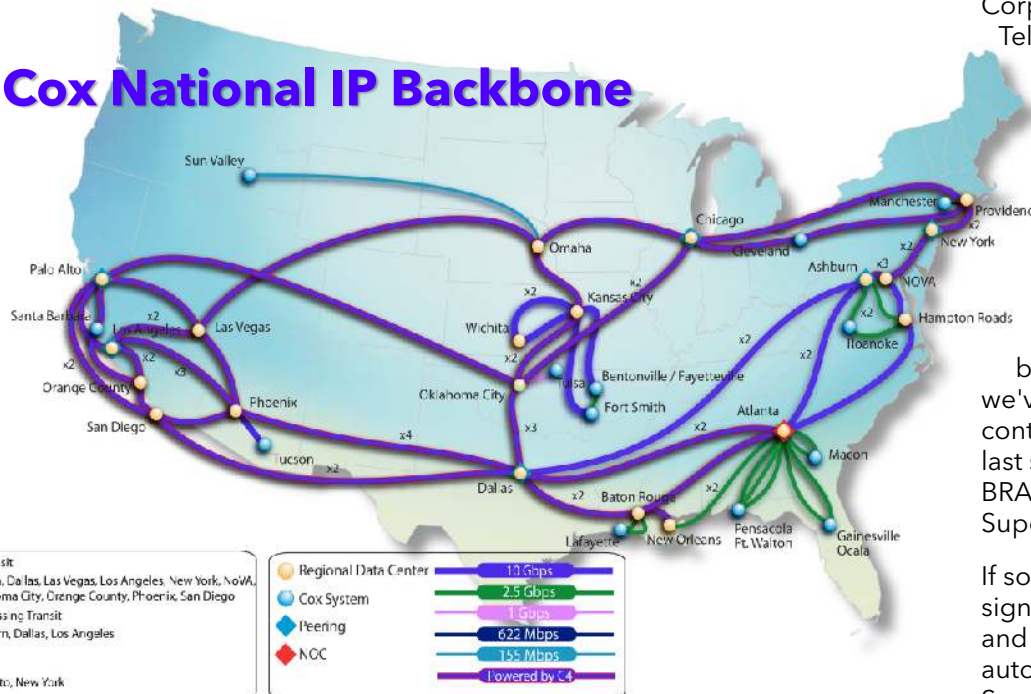 Corp
Tel
Cox National IP Backbone
Sun Valley
Chicago
Manchester
Providenc
x2
New York
Cleveland
Omaha
x2
Ashburn
x3
NOVA
Palo Alto
x2
Kansas City
x2
Hampton Roads
Santa Barbara
x2
Los Angeles
Las Vegas
Wichita
Roanoke
x2
x2
x2
x2
x2
x3
Tulsa
Bentonville / Fayetteville
Orange County
Oklahoma City
Fort Smith
Phoenix
Atlanta
San Diego
x4
x3
x2
Tucson
Macon
x2
Dallas
x2
Baton Rouge
x2
Lafayette
New Orleans
Pensacola
Ft. Walton
Gainesville
Ocala
b
we'v
cont
last s
BRA
Supe
If so
sign
and
auto
sit
, Dallas, Las Vegas, Los Angeles, New York, NoVA,
ma City, Orange County, Phoenix, San Diego
ssing Transit
rn, Dallas, Los Angeles
to, New York
Regional Data Center
Cox System
Peering
NOC
10 Gbps
2.5 Gbps
1 Gbps
622 Mbps
155 Mbps
Powered by C4